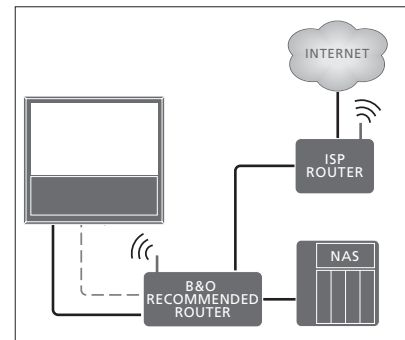 INTERNET
ISP
ROUTER
NAS
B&O
RECOMMENDED
ROUTER